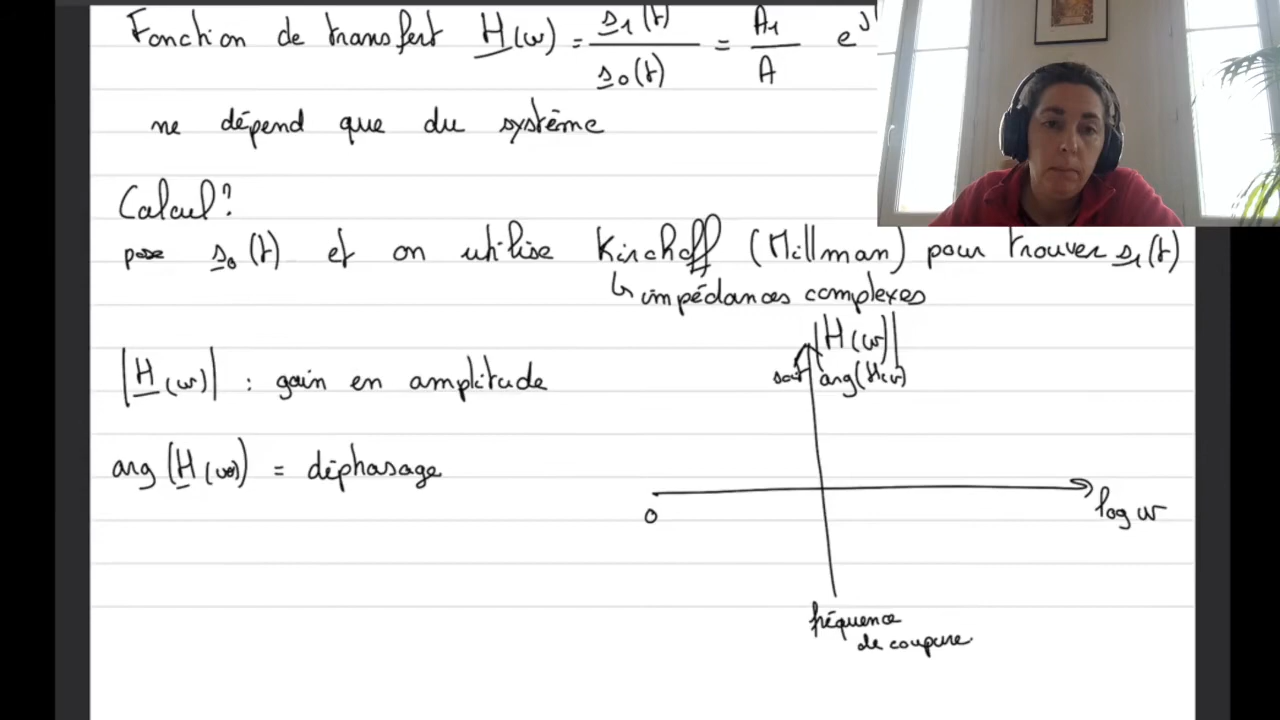 Fonction de transfert H(ω) = s₁(t) / s₀(t) = A₁ / A e^j
ne dépend que du système
Calcul?
pose s₀(t) et on utilise Kirchoff (Millman) pour trouver s₁(t)
↳ impédances complexes
|H(ω)| : gain en amplitude
arg(H(ω)) = déphasage
|H(ω)|
soit arg(H(ω))
0
log ω
fréquence
de coupure